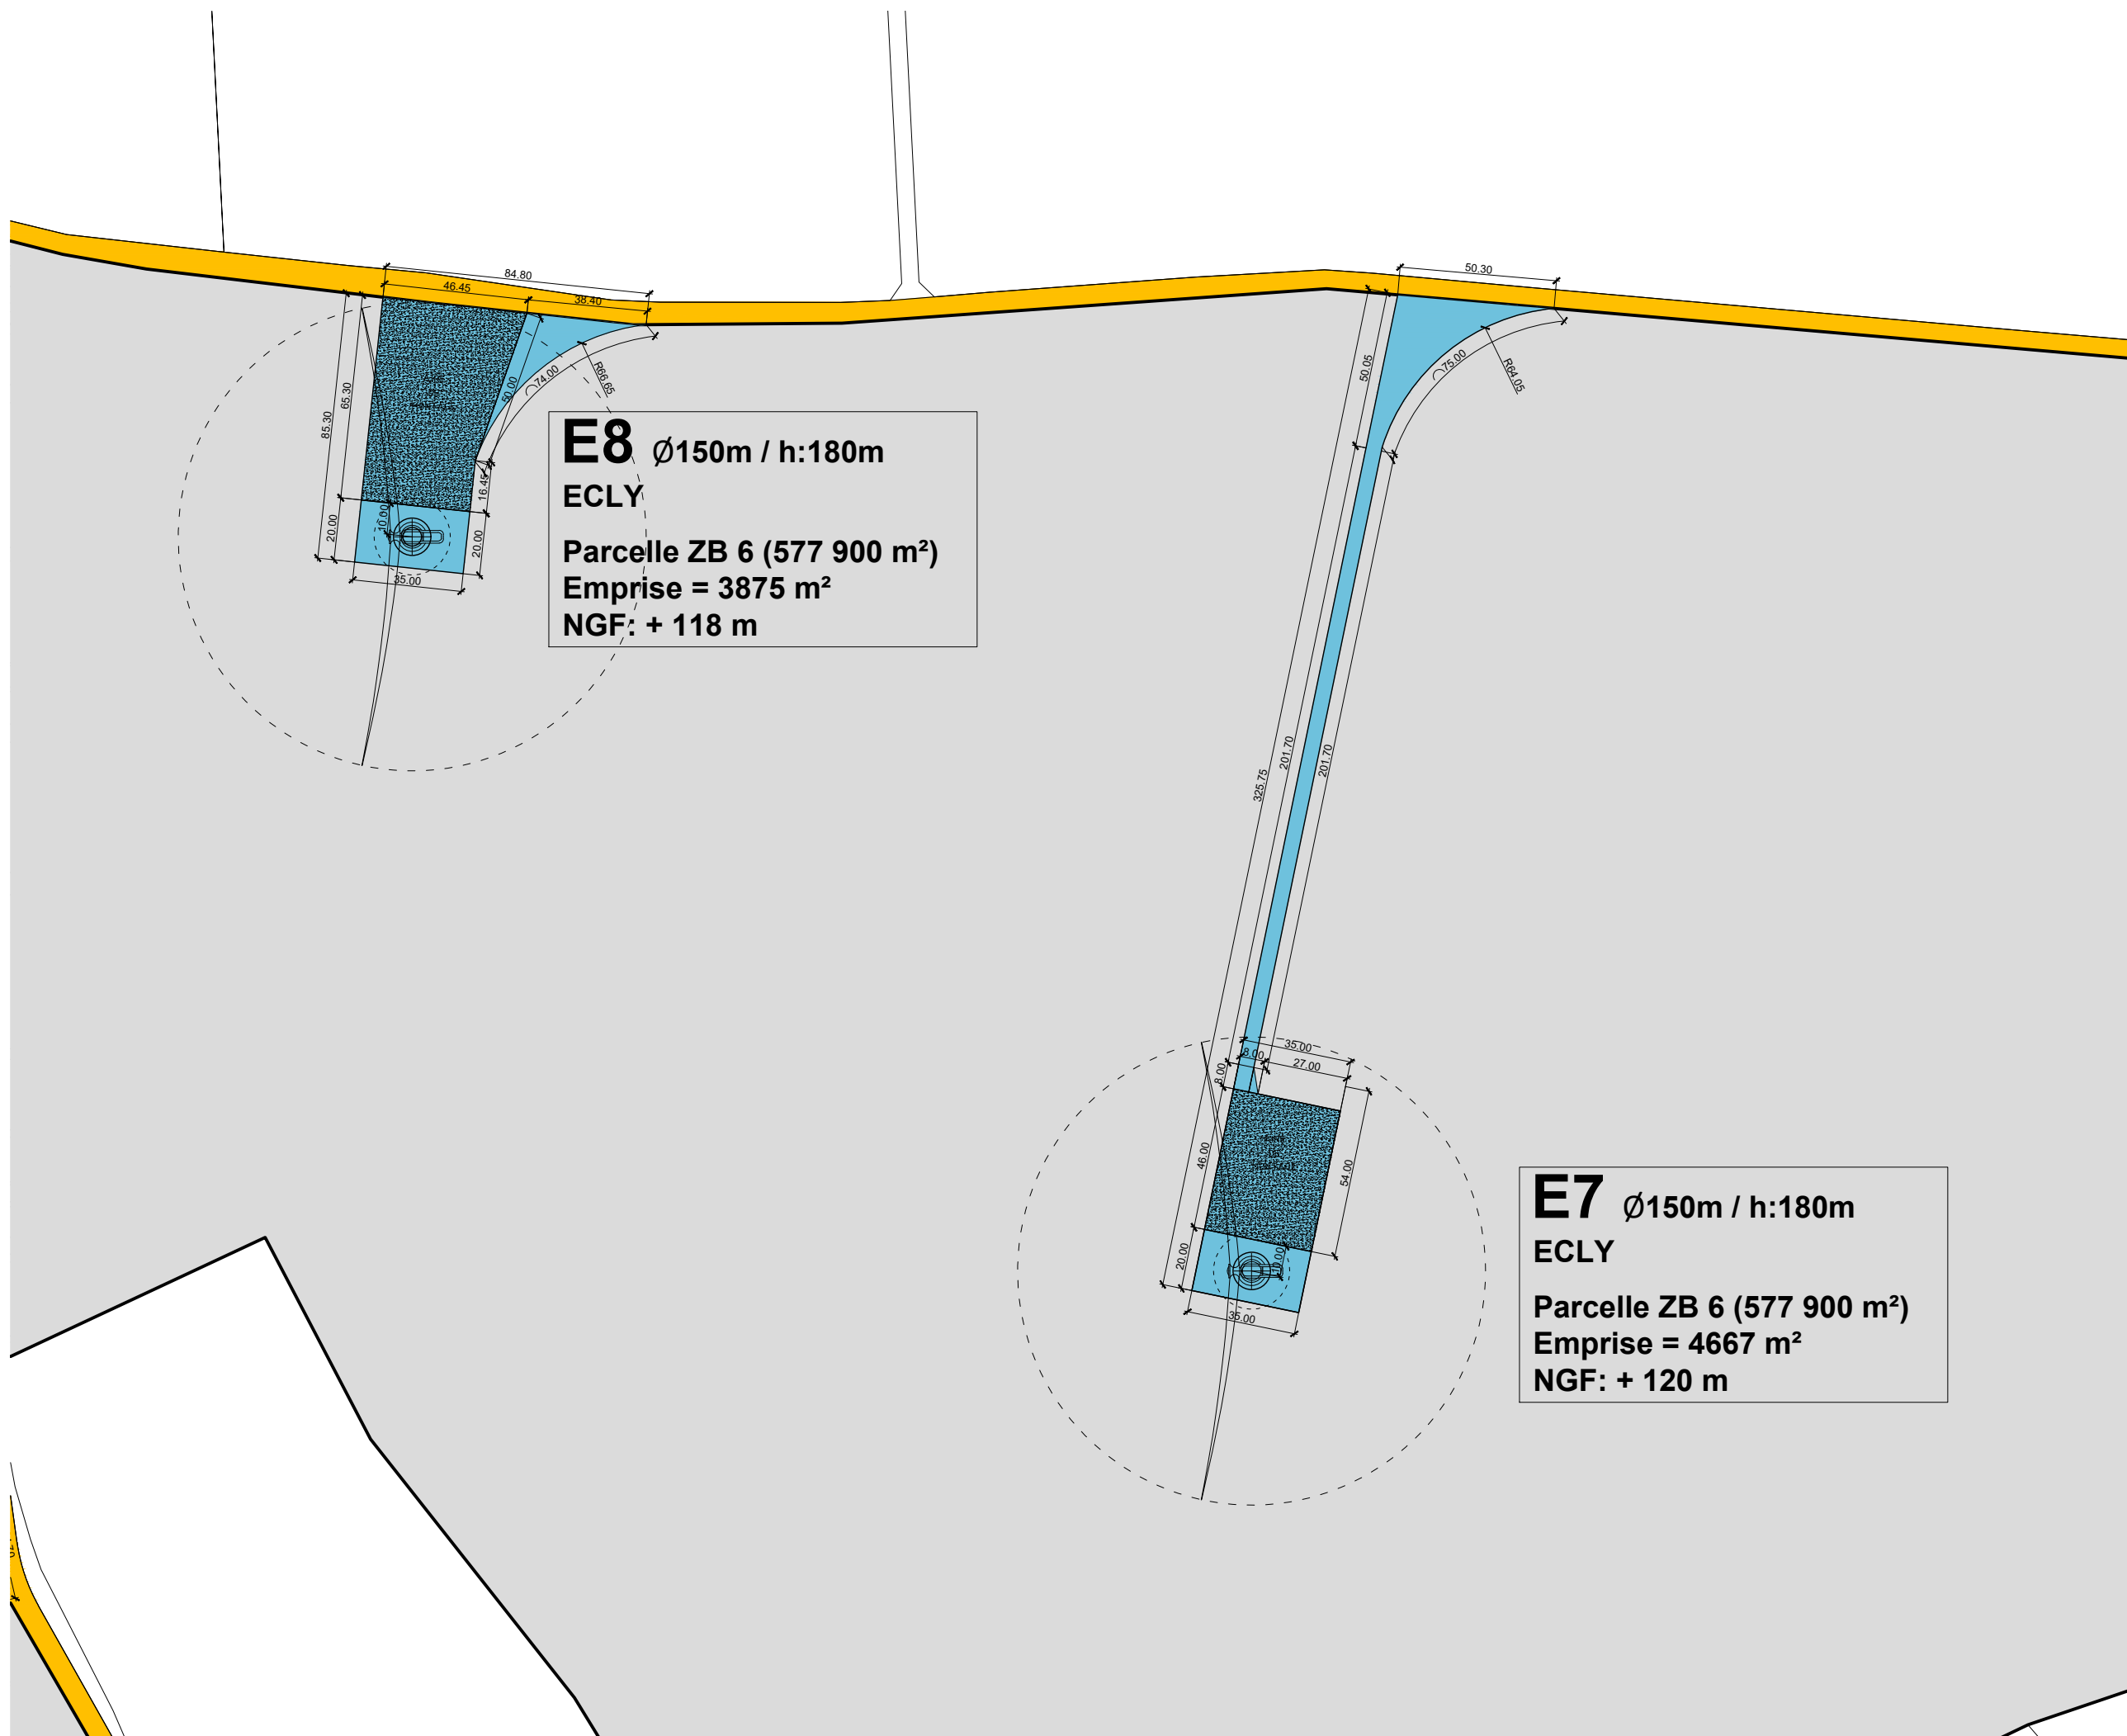 84.80
46.45
38.40
50.30
85.30
65.30
50.00
74.00
R66.65
50.05
75.00
R64.05
E8 Ø150m / h:180m
ECLY
Parcelle ZB 6 (577 900 m²)
Emprise = 3875 m²
NGF: + 118 m
16.45
10.00
20.00
20.00
35.00
325.75
201.70
201.70
35.00
8.00
27.00
8.00
46.00
54.00
10.00
20.00
35.00
E7 Ø150m / h:180m
ECLY
Parcelle ZB 6 (577 900 m²)
Emprise = 4667 m²
NGF: + 120 m